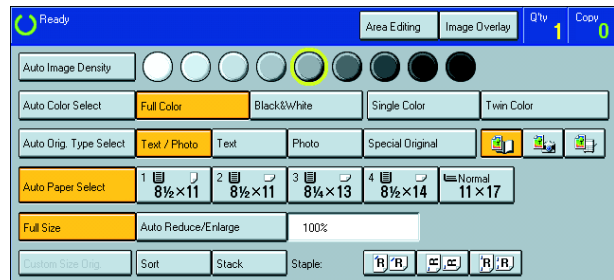 Ready Area Editing Image Overlay Q'ty 1 Copy 0
Auto Image Density
Auto Color Select Full Color Black&White Single Color Twin Color
Auto Orig. Type Select Text / Photo Text Photo Special Original
Auto Paper Select 1 8½×11 2 8½×11 3 8¼×13 4 8½×14 Normal 11×17
Full Size Auto Reduce/Enlarge 100%
Custom Size Orig. Sort Stack Staple: R R R R R R